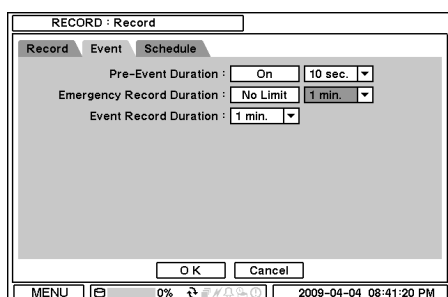 RECORD : Record
Record Event Schedule
Pre-Event Duration : On 10 sec.
Emergency Record Duration : No Limit 1 min.
Event Record Duration : 1 min.
OK Cancel
MENU 0% 2009-04-04 08:41:20 PM